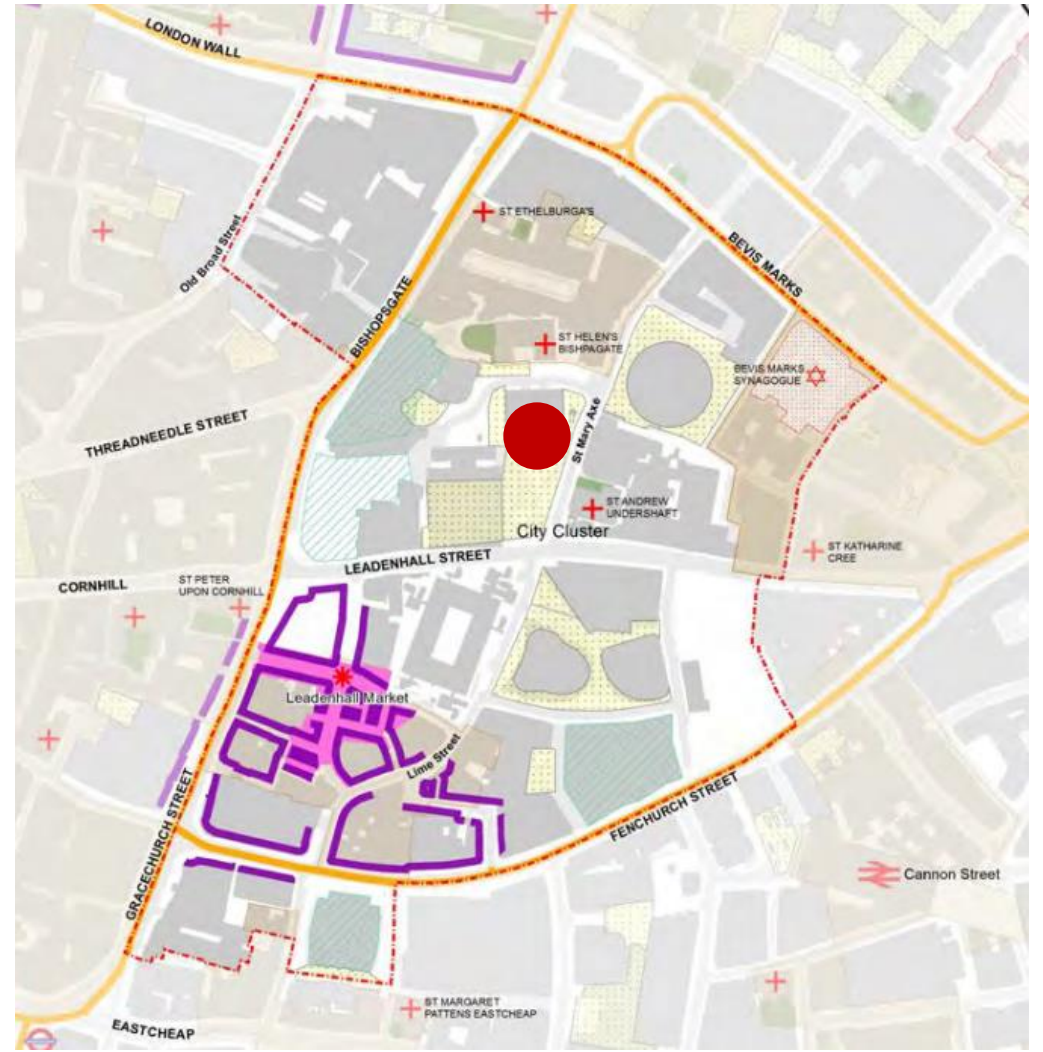 LONDON WALL
ST ETHELBURGA'S
Old Broad Street
BEVIS MARKS
BISHOPSGATE
ST HELEN'S
BISHPAGATE
BEVIS MARKS
SYNAGOGUE
THREADNEEDLE STREET
St Mary Axe
ST ANDREW
UNDERSHAFT
City Cluster
ST KATHARINE
CREE
LEADENHALL STREET
CORNHILL
ST PETER
UPON CORNHILL
Leadenhall Market
Lime Street
GRACECHURCH STREET
FENCHURCH STREET
Cannon Street
ST MARGARET
PATTENS EASTCHEAP
EASTCHEAP